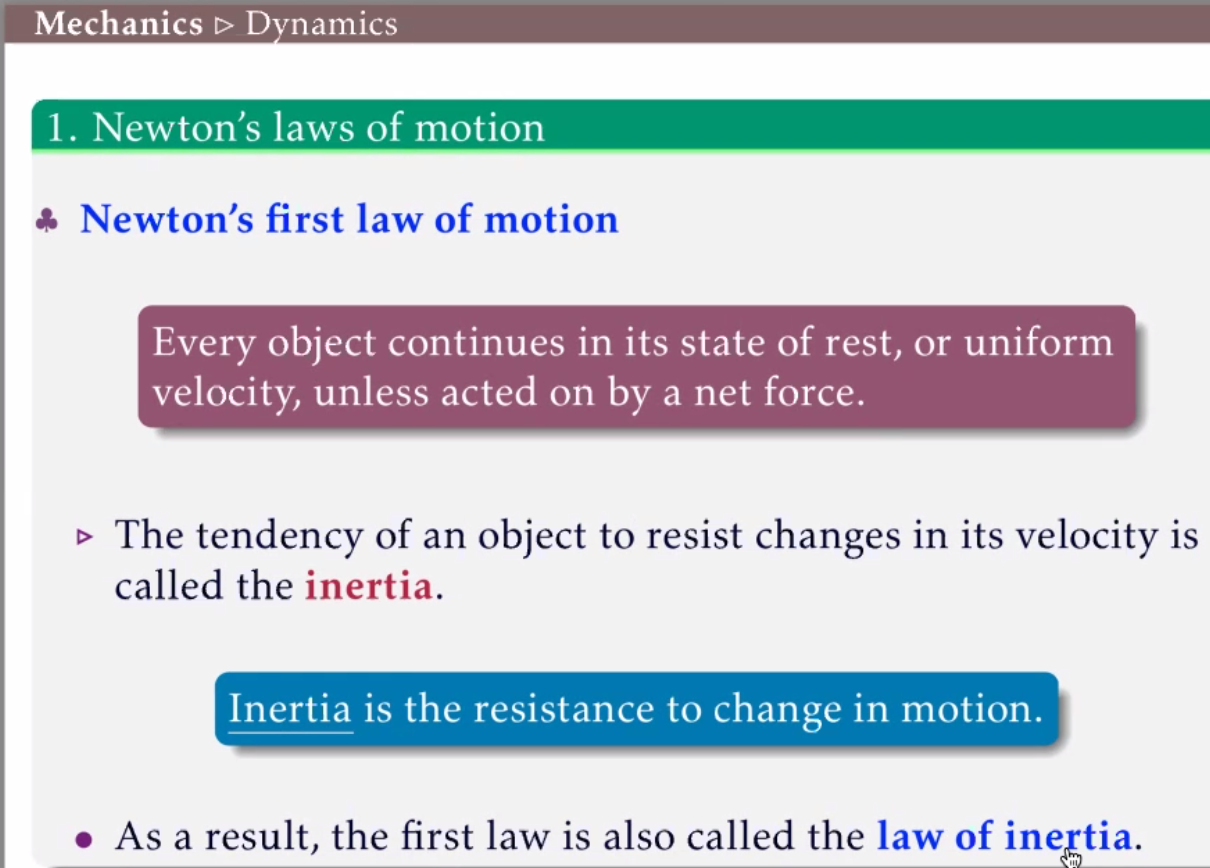 Mechanics ▷ Dynamics
1. Newton's laws of motion
♣ Newton's first law of motion
Every object continues in its state of rest, or uniform
velocity, unless acted on by a net force.
▷ The tendency of an object to resist changes in its velocity is
called the inertia.
Inertia is the resistance to change in motion.
• As a result, the first law is also called the law of inertia.